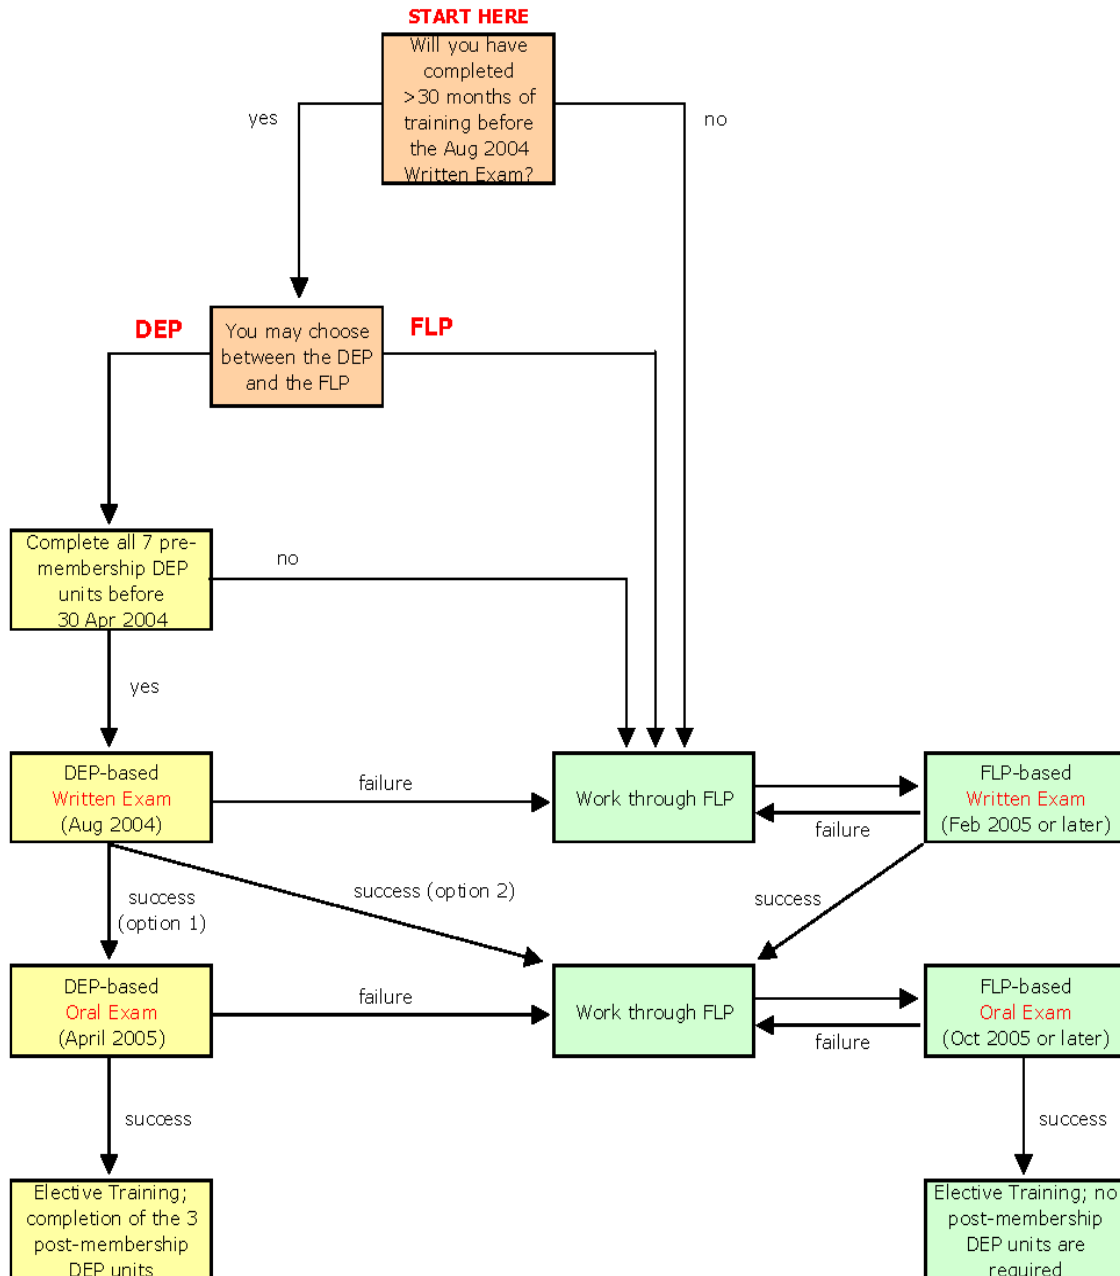 START HERE
Will you have
completed
>30 months of
training before
the Aug 2004
Written Exam?
yes
no
DEP
FLP
You may choose
between the DEP
and the FLP
Complete all 7 pre-
membership DEP
units before
30 Apr 2004
no
yes
DEP-based
Written Exam
(Aug 2004)
failure
Work through FLP
failure
FLP-based
Written Exam
(Feb 2005 or later)
success
(option 1)
success (option 2)
success
DEP-based
Oral Exam
(April 2005)
failure
Work through FLP
failure
FLP-based
Oral Exam
(Oct 2005 or later)
success
success
Elective Training;
completion of the 3
post-membership
DEP units
Elective Training; no
post-membership
DEP units are
required